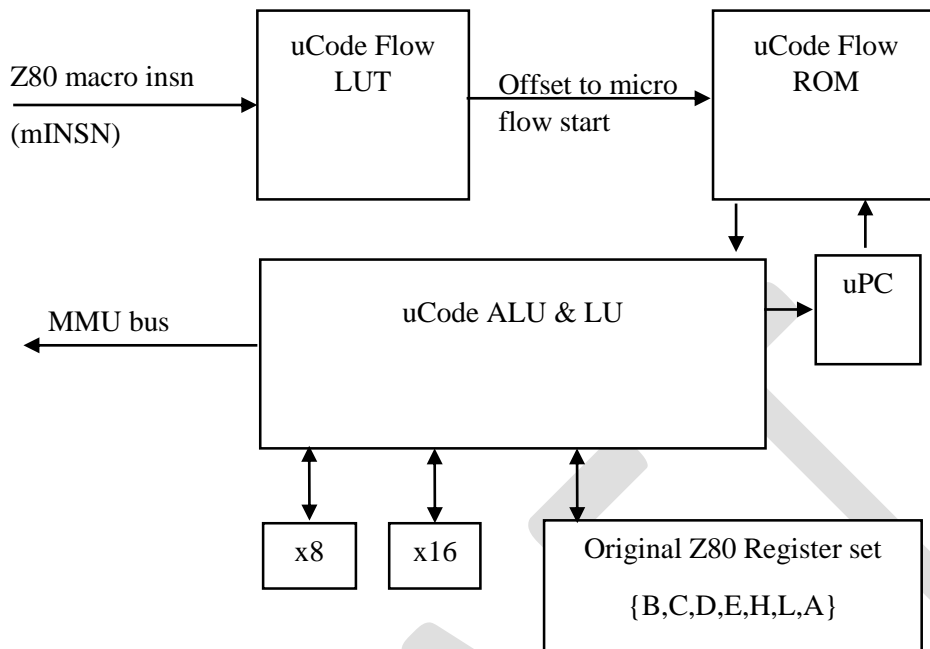 uCode Flow
LUT
uCode Flow
ROM
Z80 macro insn
(mINSN)
Offset to micro
flow start
uPC
uCode ALU & LU
MMU bus
x8
x16
Original Z80 Register set
{B,C,D,E,H,L,A}